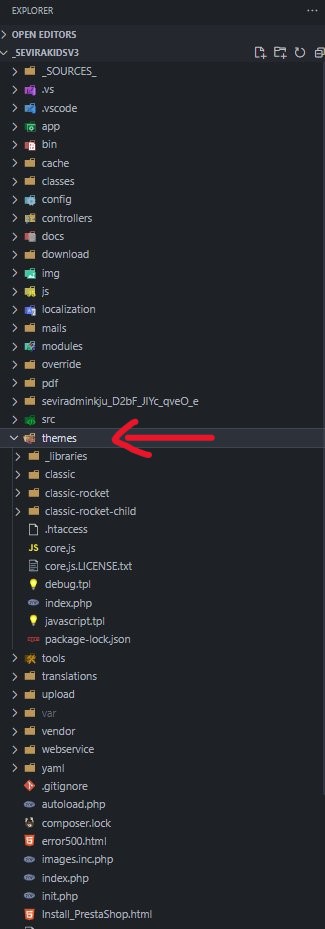 EXPLORER
OPEN EDITORS
_SEVIRAKIDSV3
_SOURCES_
.vs
.vscode
app
bin
cache
classes
config
controllers
docs
download
img
js
localization
mails
modules
override
pdf
seviradminkju_D2bF_JIYc_qveO_e
src
themes
_libraries
classic
classic-rocket
classic-rocket-child
.htaccess
JS core.js
core.js.LICENSE.txt
debug.tpl
index.php
javascript.tpl
package-lock.json
tools
translations
upload
var
vendor
webservice
yaml
.gitignore
autoload.php
composer.lock
error500.html
images.inc.php
index.php
init.php
Install_PrestaShop.html